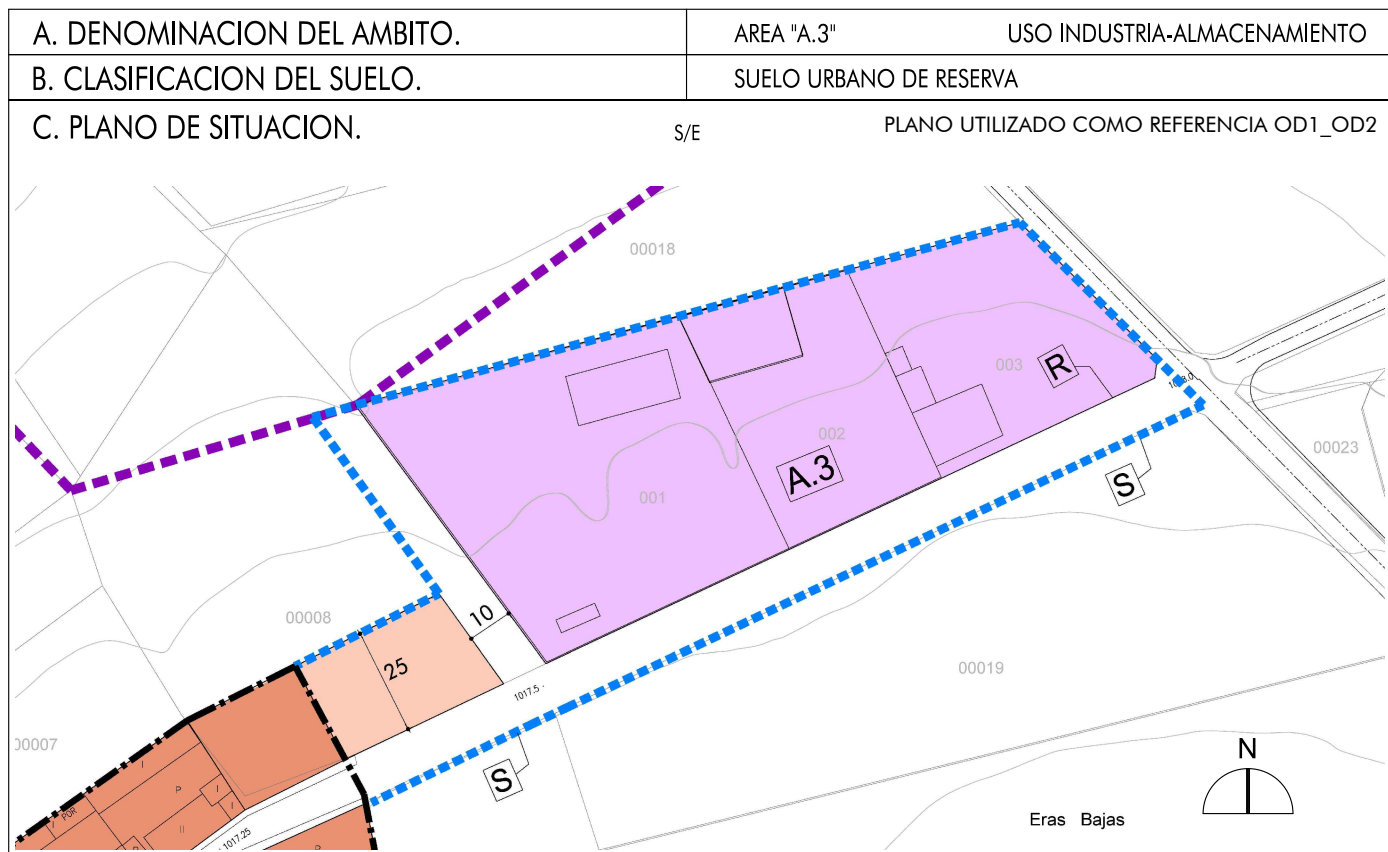 A. DENOMINACION DEL AMBITO.
AREA "A.3" USO INDUSTRIA-ALMACENAMIENTO
B. CLASIFICACION DEL SUELO.
SUELO URBANO DE RESERVA
C. PLANO DE SITUACION.
S/E
PLANO UTILIZADO COMO REFERENCIA OD1_OD2
00018
003
R
002
A.3
001
S
00023
00008
10
25
1017.5
00019
00007
S
N
POR
P
II
1017.25
P
Eras Bajas